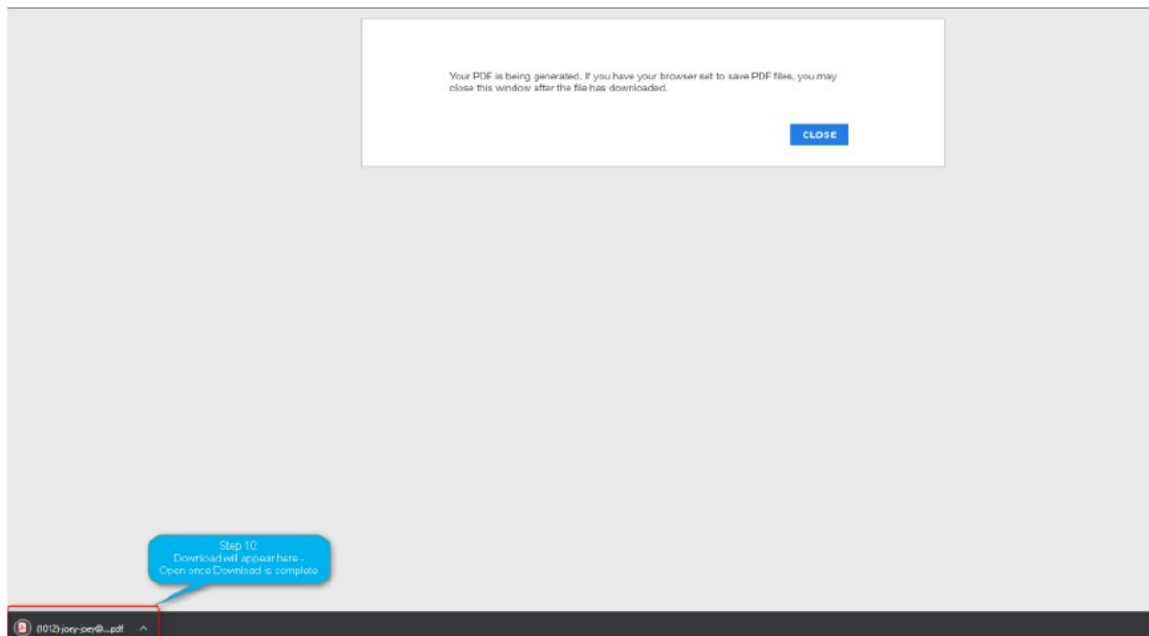 Your PDF is being generated. If you have your browser set to save PDF files, you may
close this window after the file has downloaded.
CLOSE
Step 10:
Download will appear here -
Open once Download is complete
(1012)-joey-joey@....pdf